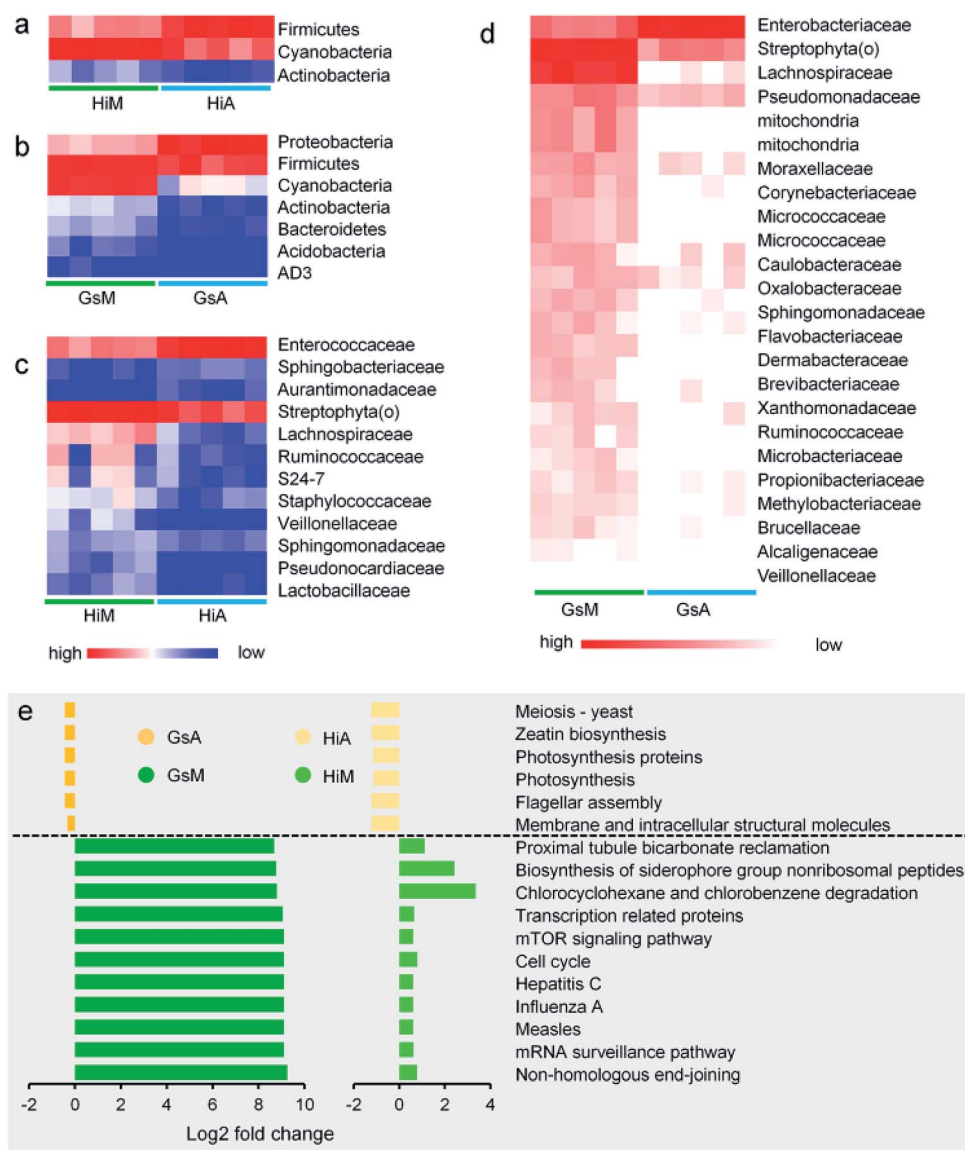 a
Firmicutes
Cyanobacteria
Actinobacteria
HiM HiA
b
Proteobacteria
Firmicutes
Cyanobacteria
Actinobacteria
Bacteroidetes
Acidobacteria
AD3
GsM GsA
c
Enterococcaceae
Sphingobacteriaceae
Aurantimonadaceae
Streptophyta(o)
Lachnospiraceae
Ruminococcaceae
S24-7
Staphylococcaceae
Veillonellaceae
Sphingomonadaceae
Pseudonocardiaceae
Lactobacillaceae
HiM HiA
high low
d
Enterobacteriaceae
Streptophyta(o)
Lachnospiraceae
Pseudomonadaceae
mitochondria
mitochondria
Moraxellaceae
Corynebacteriaceae
Micrococcaceae
Micrococcaceae
Caulobacteraceae
Oxalobacteraceae
Sphingomonadaceae
Flavobacteriaceae
Dermabacteraceae
Brevibacteriaceae
Xanthomonadaceae
Ruminococcaceae
Microbacteriaceae
Propionibacteriaceae
Methylobacteriaceae
Brucellaceae
Alcaligenaceae
Veillonellaceae
GsM GsA
high low
e
GsA HiA
GsM HiM
Meiosis - yeast
Zeatin biosynthesis
Photosynthesis proteins
Photosynthesis
Flagellar assembly
Membrane and intracellular structural molecules
Proximal tubule bicarbonate reclamation
Biosynthesis of siderophore group nonribosomal peptides
Chlorocyclohexane and chlorobenzene degradation
Transcription related proteins
mTOR signaling pathway
Cell cycle
Hepatitis C
Influenza A
Measles
mRNA surveillance pathway
Non-homologous end-joining
-2 0 2 4 6 8 10 -2 0 2 4
Log2 fold change